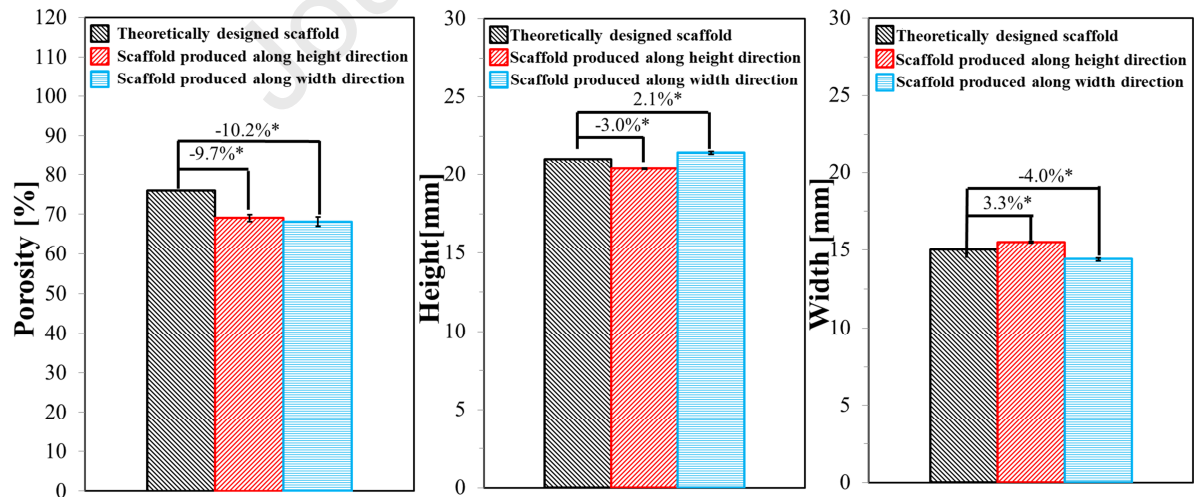 Jou
120
110
100
90
80
70
60
50
40
30
20
10
0
Porosity [%]
Theoretically designed scaffold
Scaffold produced along height direction
Scaffold produced along width direction
-10.2%*
-9.7%*
30
25
20
15
10
5
0
Height[mm]
Theoretically designed scaffold
Scaffold produced along height direction
Scaffold produced along width direction
2.1%*
-3.0%*
30
25
20
15
10
5
0
Width [mm]
Theoretically designed scaffold
Scaffold produced along height direction
Scaffold produced along width direction
-4.0%*
3.3%*